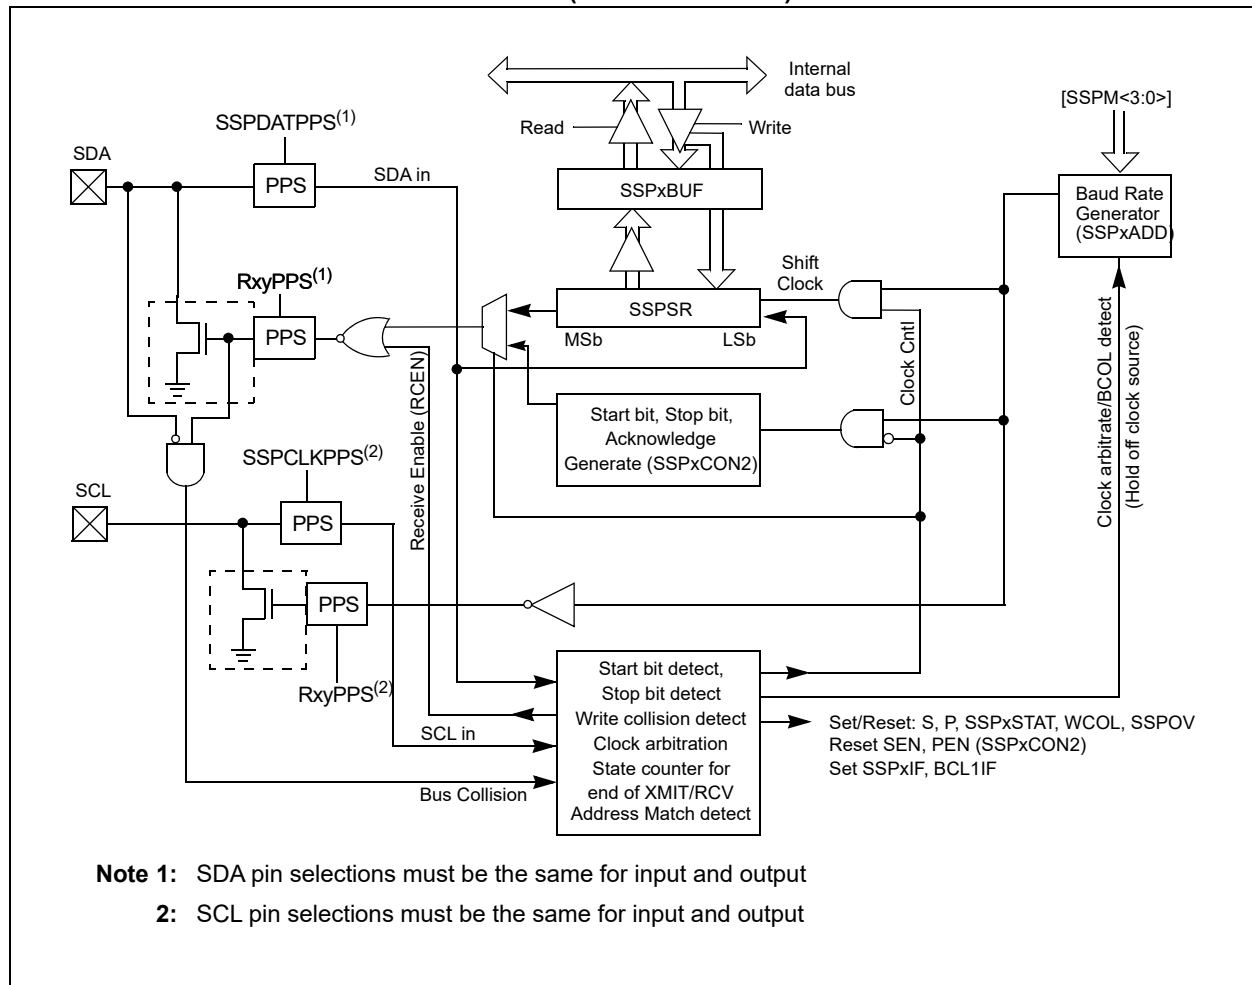 Internal
data bus
[SSPM<3:0>]
SSPDATPPS(1)
Read
Write
SDA
PPS
SDA in
SSPxBUF
Baud Rate
Generator
(SSPxADD)
RxyPPS(1)
Shift
Clock
PPS
SSPSR
MSb
LSb
Receive Enable (RCEN)
Clock Cntl
Clock arbitrate/BCOL detect
(Hold off clock source)
Start bit, Stop bit,
Acknowledge
Generate (SSPxCON2)
SSPCLKPPS(2)
SCL
PPS
PPS
RxyPPS(2)
SCL in
Bus Collision
Start bit detect,
Stop bit detect
Write collision detect
Clock arbitration
State counter for
end of XMIT/RCV
Address Match detect
Set/Reset: S, P, SSPxSTAT, WCOL, SSPOV
Reset SEN, PEN (SSPxCON2)
Set SSPxIF, BCL1IF
Note 1: SDA pin selections must be the same for input and output
2: SCL pin selections must be the same for input and output